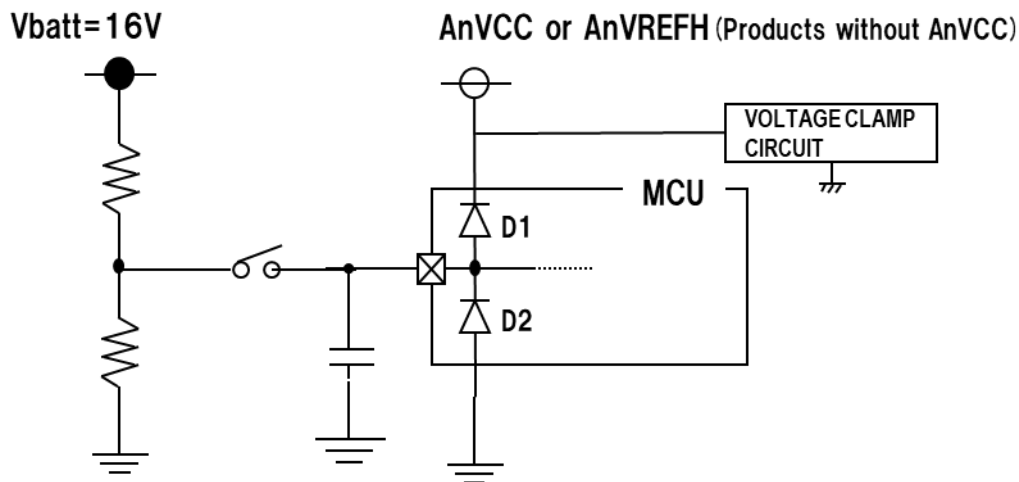 Vbatt=16V
AnVCC or AnVREFH (Products without AnVCC)
VOLTAGE CLAMP
CIRCUIT
MCU
D1
D2